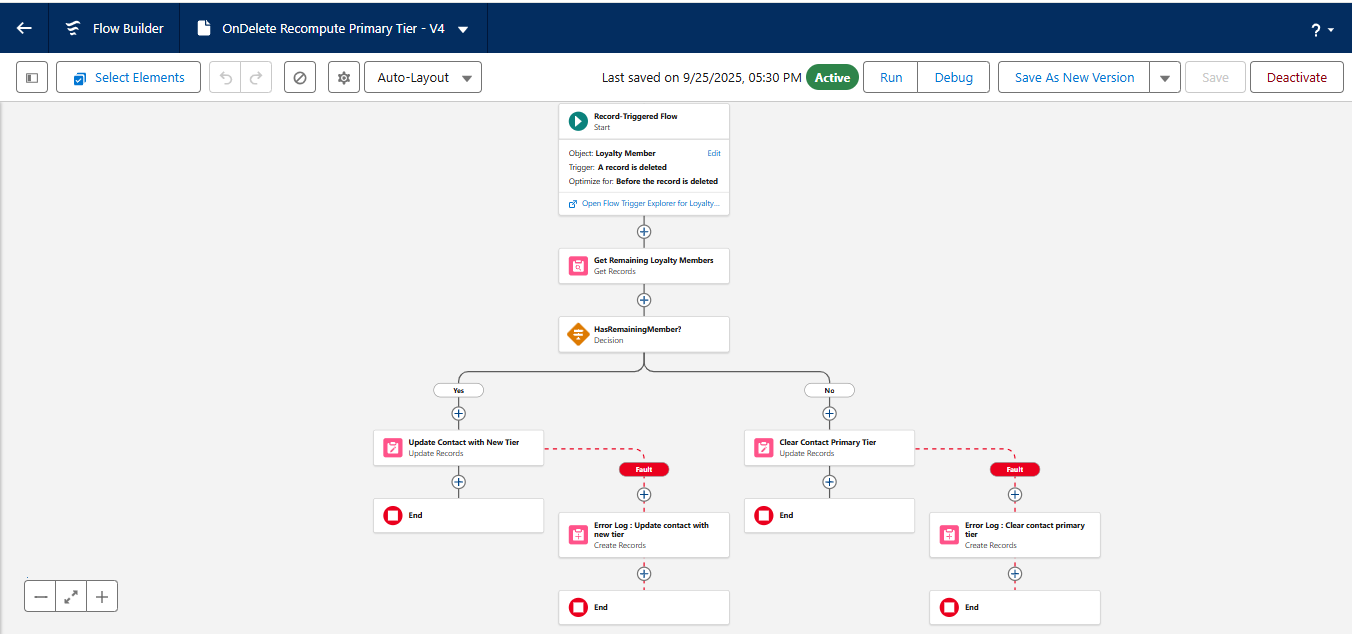 Flow Builder
OnDelete Recompute Primary Tier - V4
?
Select Elements
Auto-Layout
Last saved on 9/25/2025, 05:30 PM
Active
Run
Debug
Save As New Version
Save
Deactivate
Record-Triggered Flow
Start
Object: Loyalty Member
Edit
Trigger: A record is deleted
Optimize for: Before the record is deleted
Open Flow Trigger Explorer for Loyalty...
Get Remaining Loyalty Members
Get Records
HasRemainingMember?
Decision
Yes
No
Update Contact with New Tier
Update Records
Clear Contact Primary Tier
Update Records
Fault
Fault
End
End
Error Log : Update contact with
new tier
Create Records
Error Log : Clear contact primary
tier
Create Records
End
End